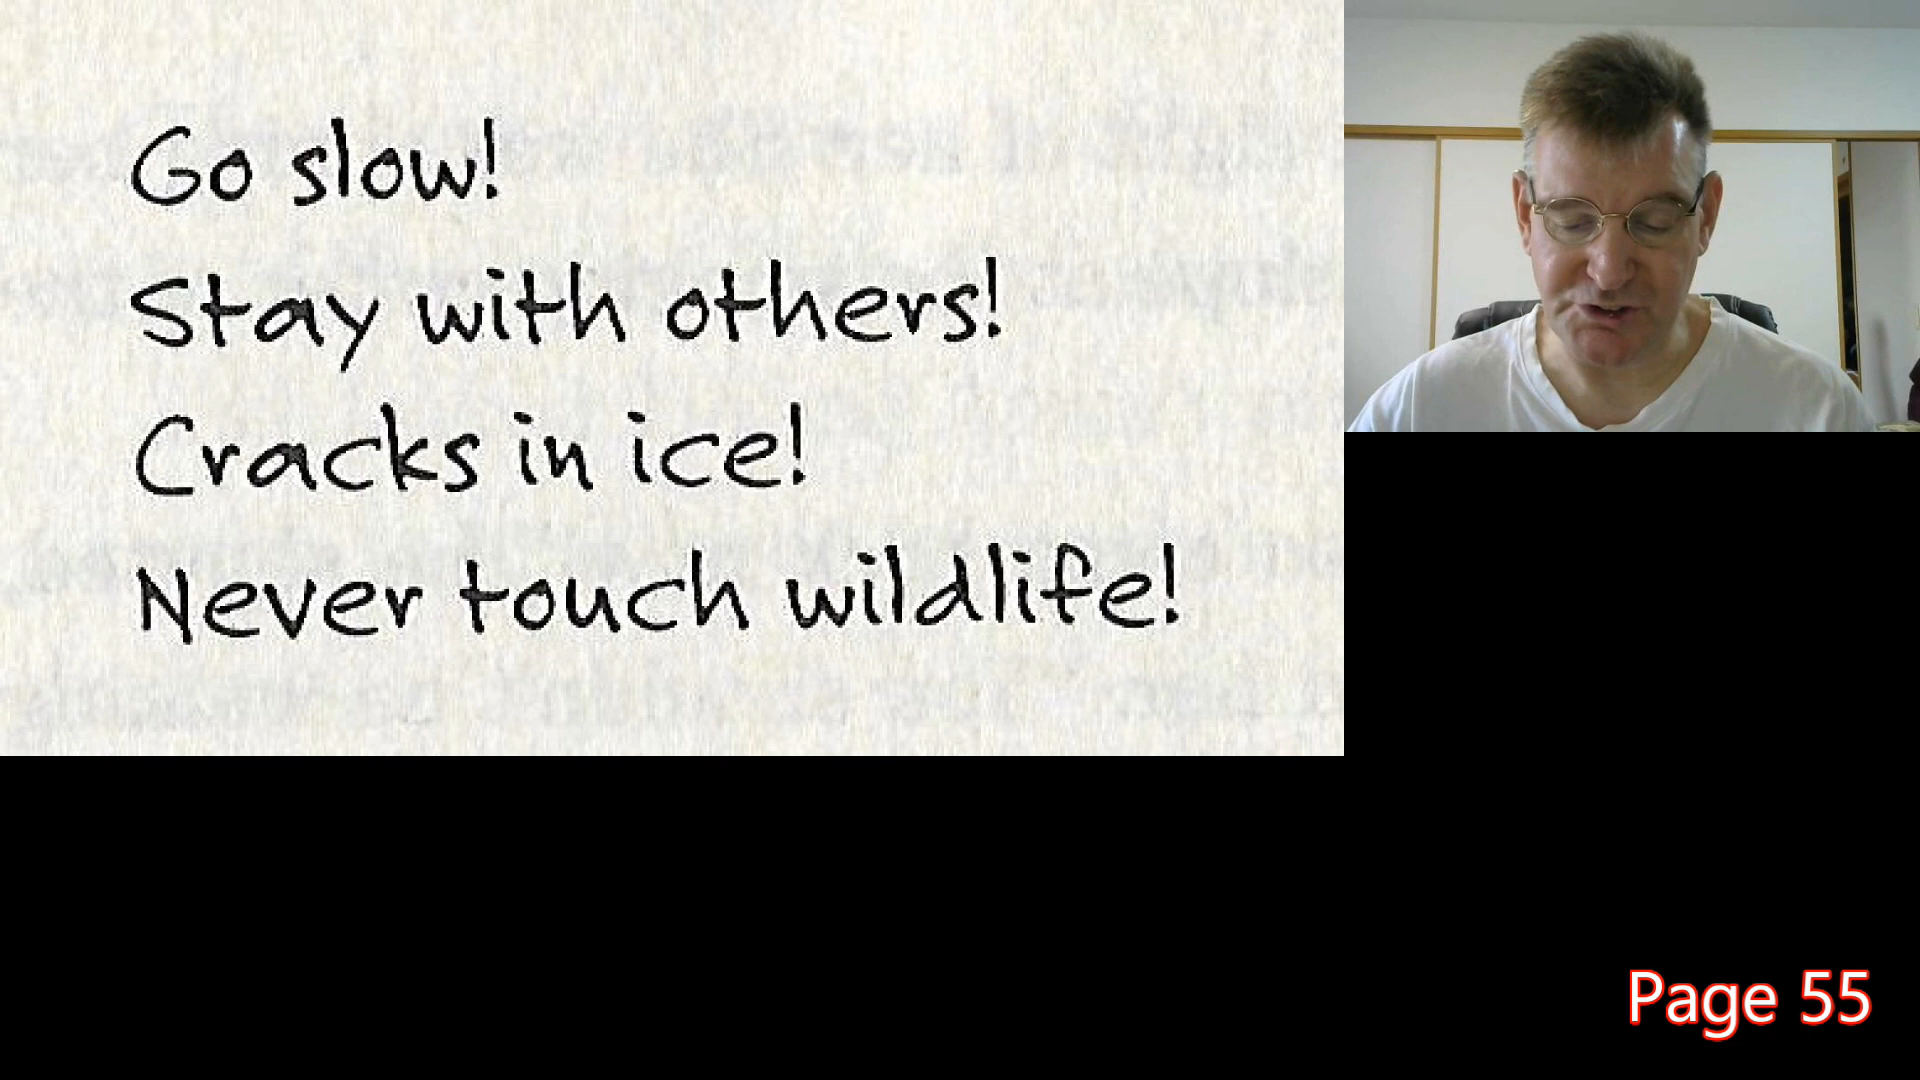 Go slow!
Stay with others!
Cracks in ice!
Never touch wildlife!
Page 55